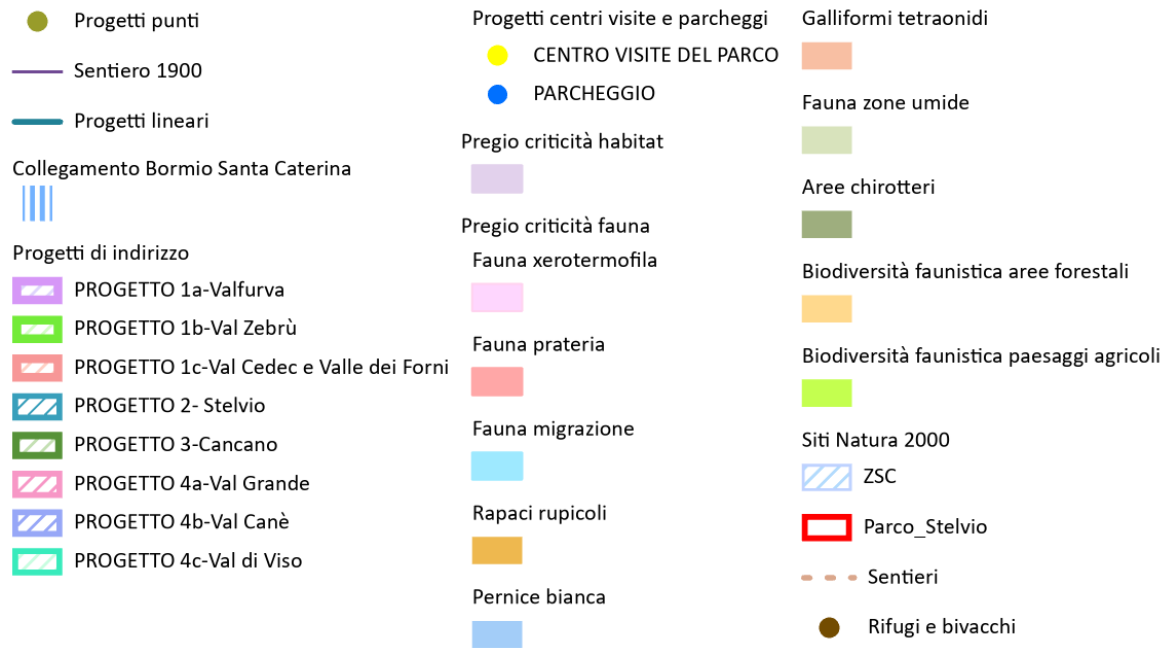 Progetti punti
Sentiero 1900
Progetti lineari
Collegamento Bormio Santa Caterina
Progetti di indirizzo
PROGETTO 1a-Valfurva
PROGETTO 1b-Val Zebrù
PROGETTO 1c-Val Cedec e Valle dei Forni
PROGETTO 2- Stelvio
PROGETTO 3-Cancano
PROGETTO 4a-Val Grande
PROGETTO 4b-Val Canè
PROGETTO 4c-Val di Viso
Progetti centri visite e parcheggi
CENTRO VISITE DEL PARCO
PARCHEGGIO
Pregio criticità habitat
Pregio criticità fauna
Fauna xerotermofila
Fauna prateria
Fauna migrazione
Rapaci rupicoli
Pernice bianca
Galliformi tetraonidi
Fauna zone umide
Aree chirotteri
Biodiversità faunistica aree forestali
Biodiversità faunistica paesaggi agricoli
Siti Natura 2000
ZSC
Parco_Stelvio
Sentieri
Rifugi e bivacchi